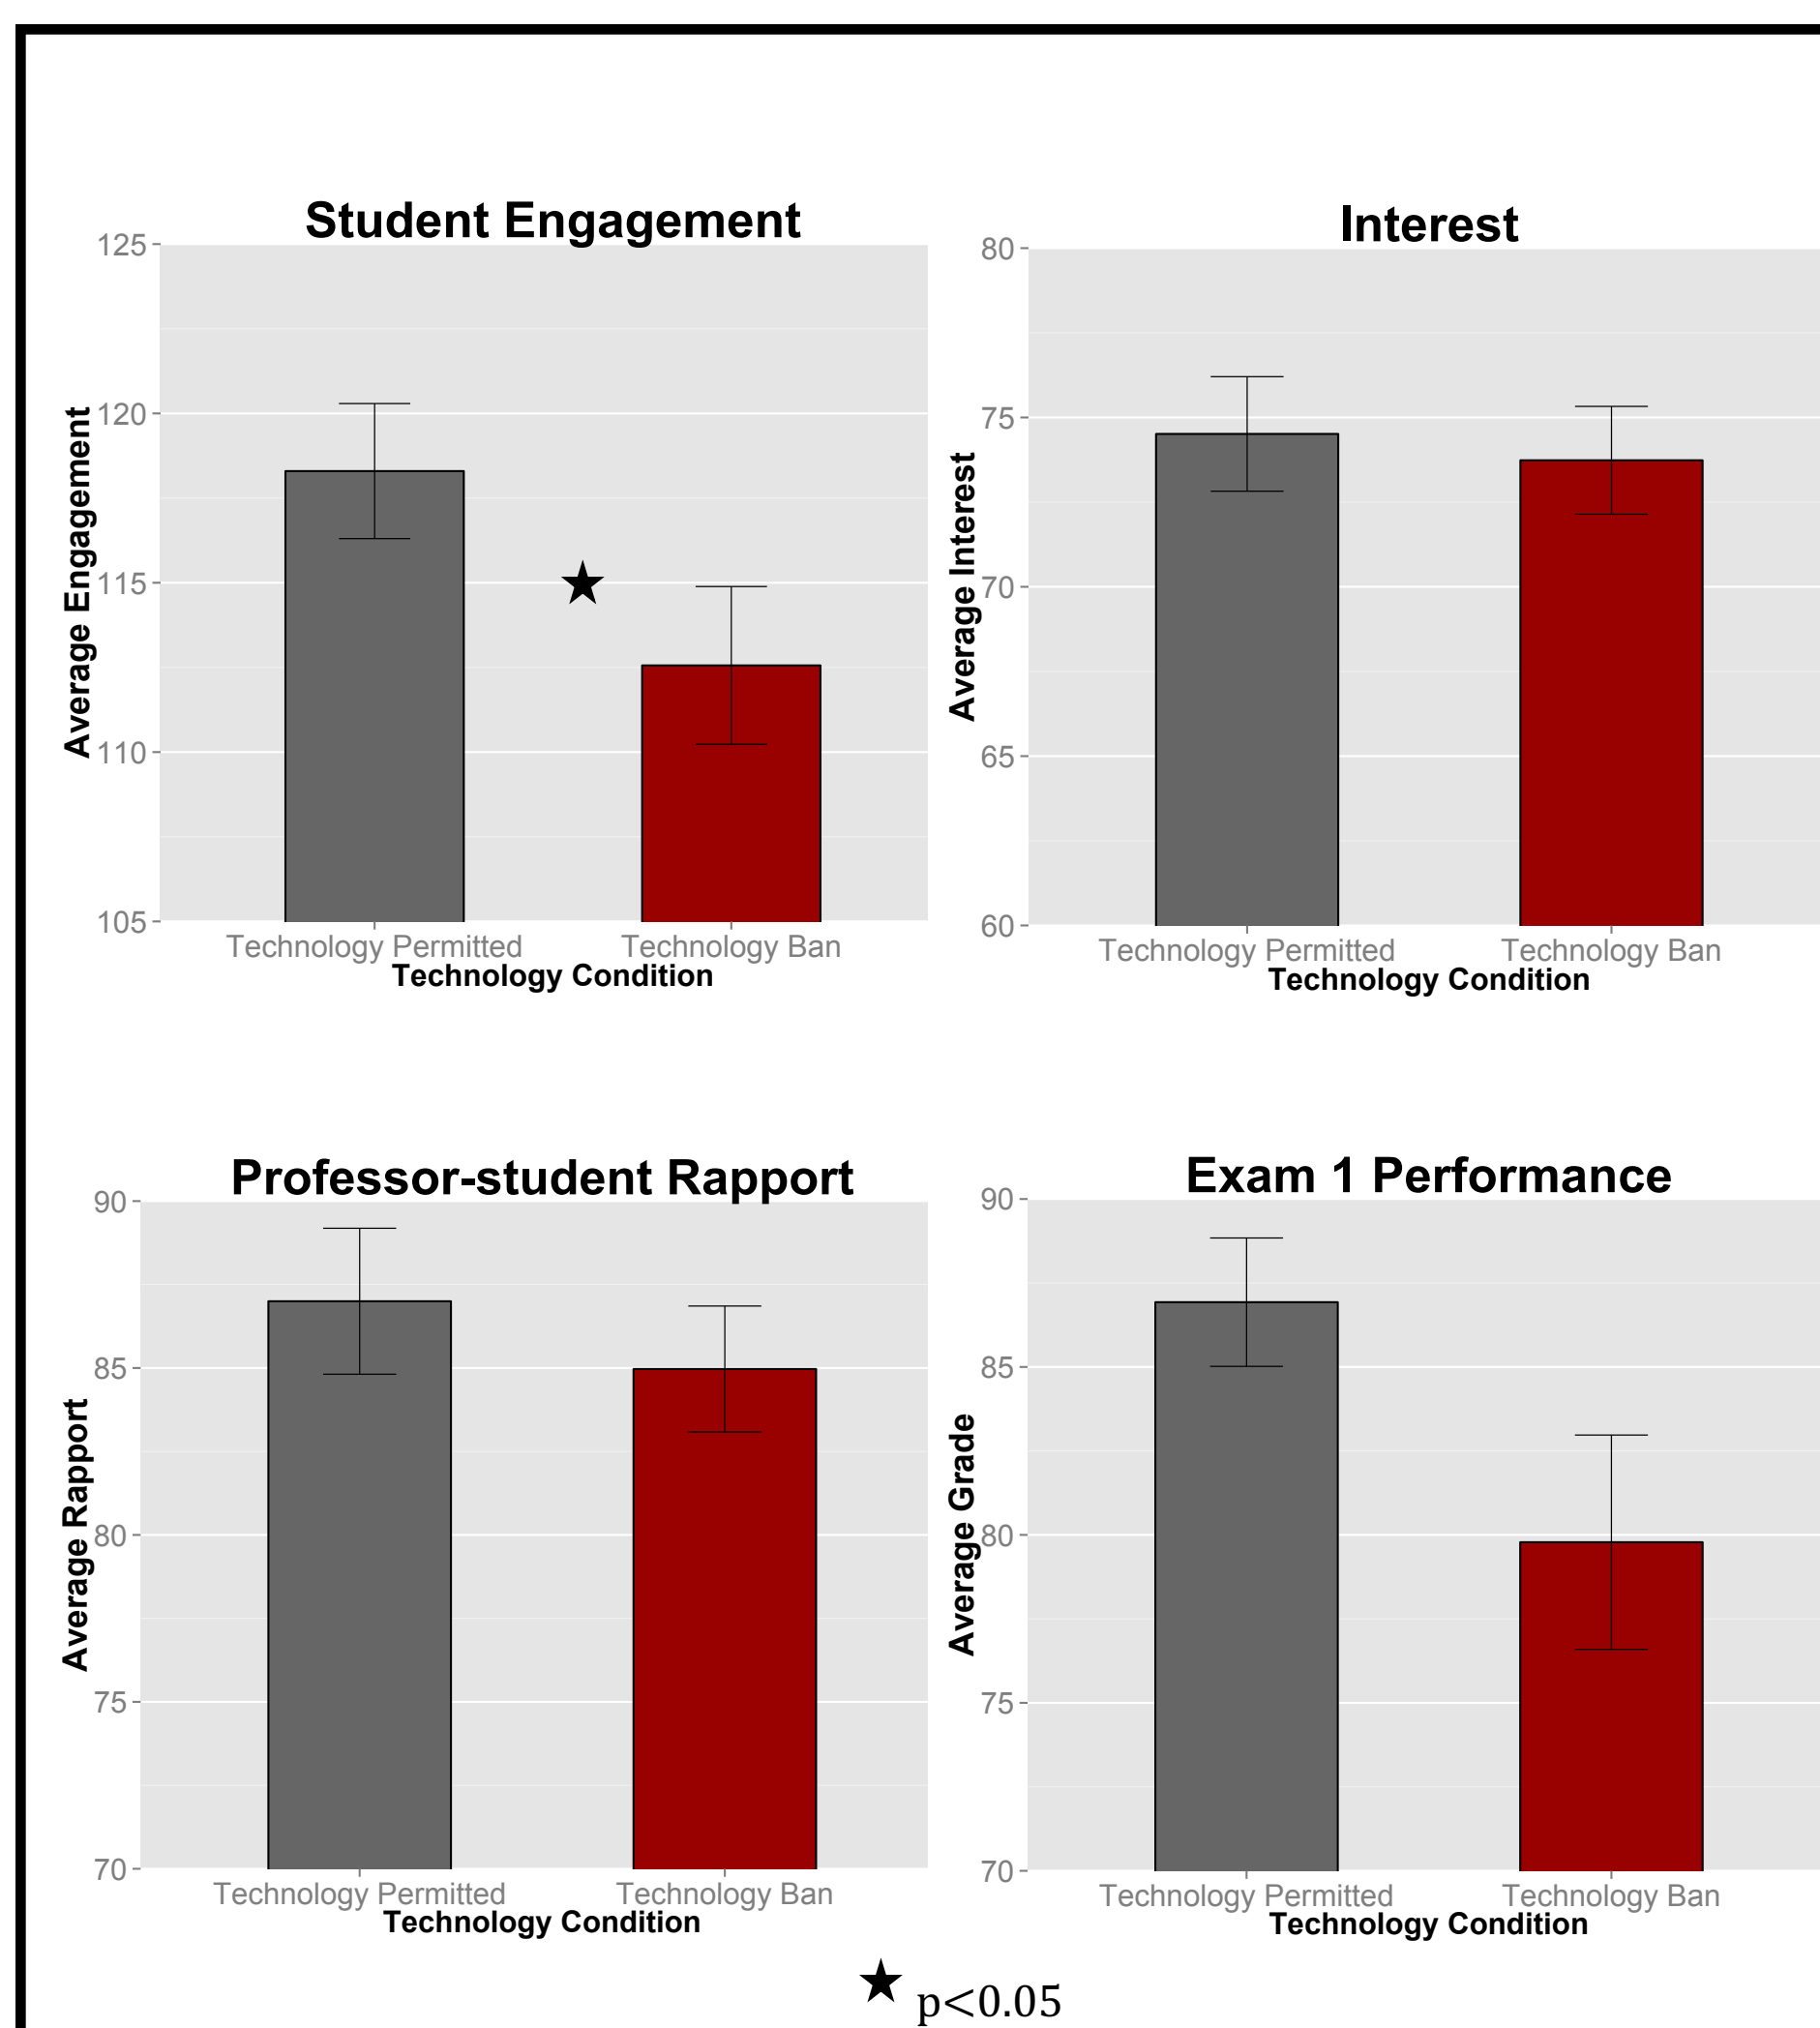 Student Engagement
125
120
115
110
105
Average Engagement
Technology Permitted Technology Ban
Technology Condition
Interest
80
75
70
65
60
Average Interest
Technology Permitted Technology Ban
Technology Condition
Professor-student Rapport
90
85
80
75
70
Average Rapport
Technology Permitted Technology Ban
Technology Condition
Exam 1 Performance
90
85
80
75
70
Average Grade
Technology Permitted Technology Ban
Technology Condition
★ p<0.05